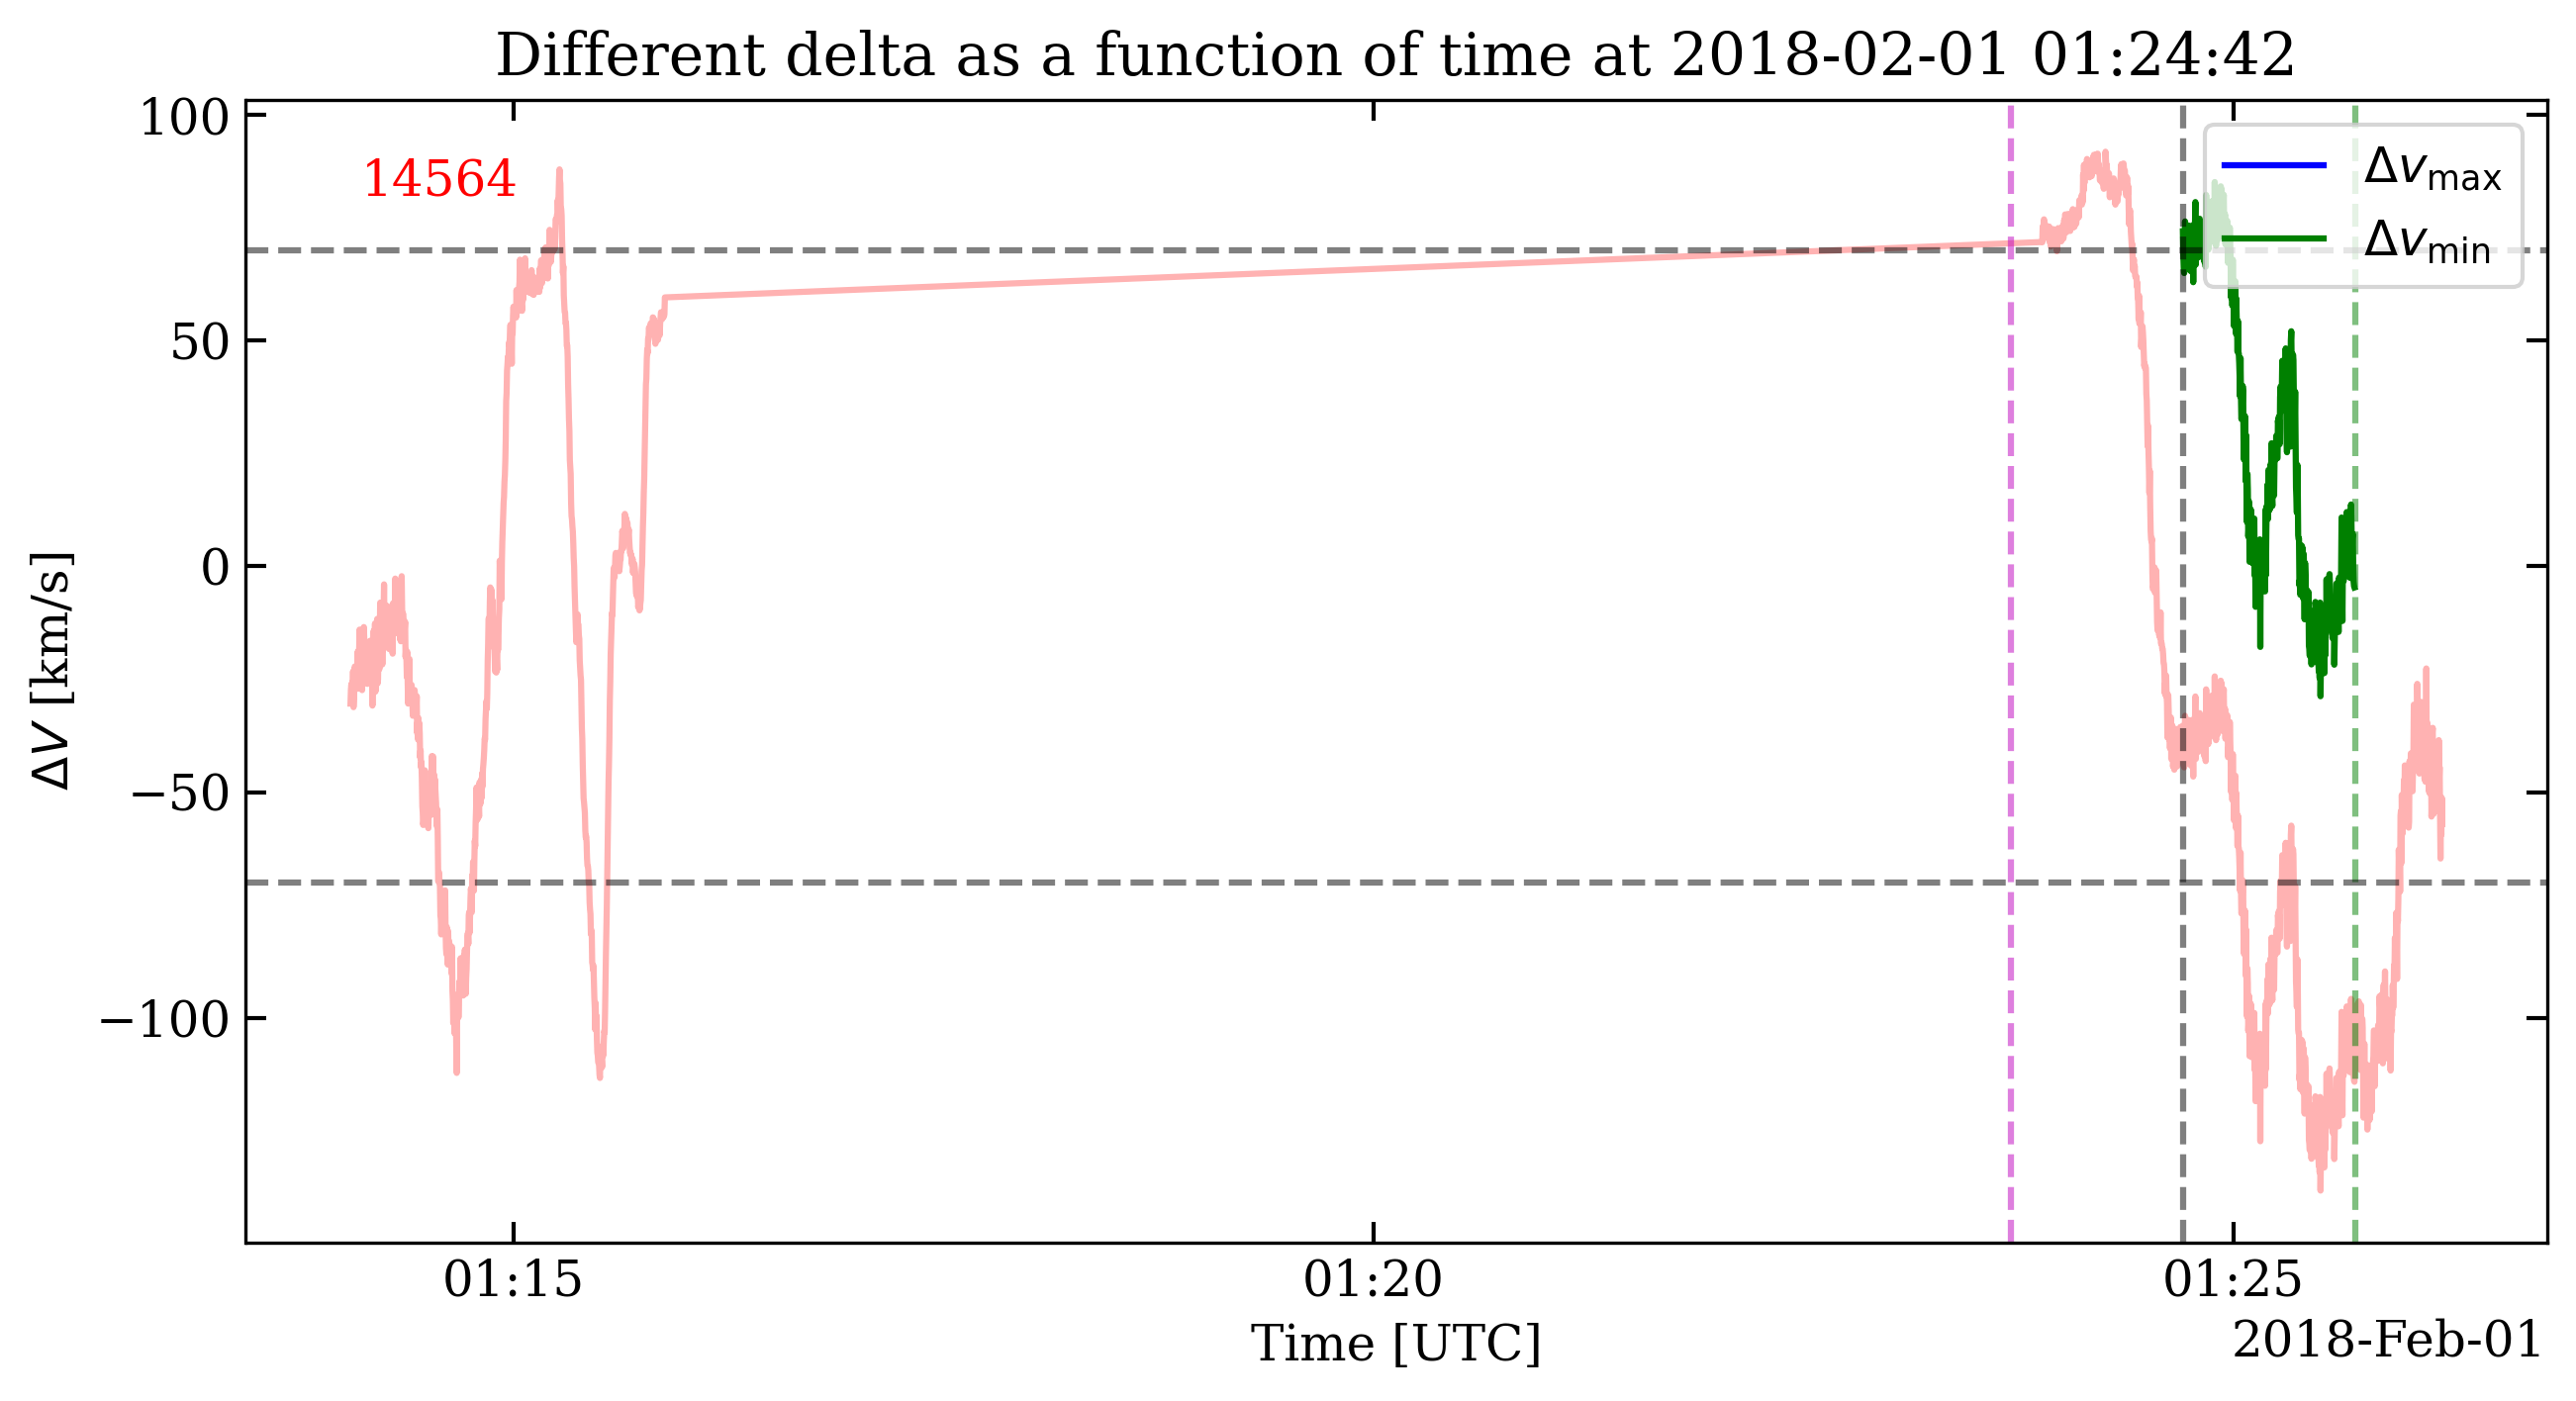 Different delta as a function of time at 2018-02-01 01:24:42
100
50
0
−50
−100
ΔV [km/s]
14564
Δvmax
Δvmin
01:15
01:20
01:25
Time [UTC]
2018-Feb-01